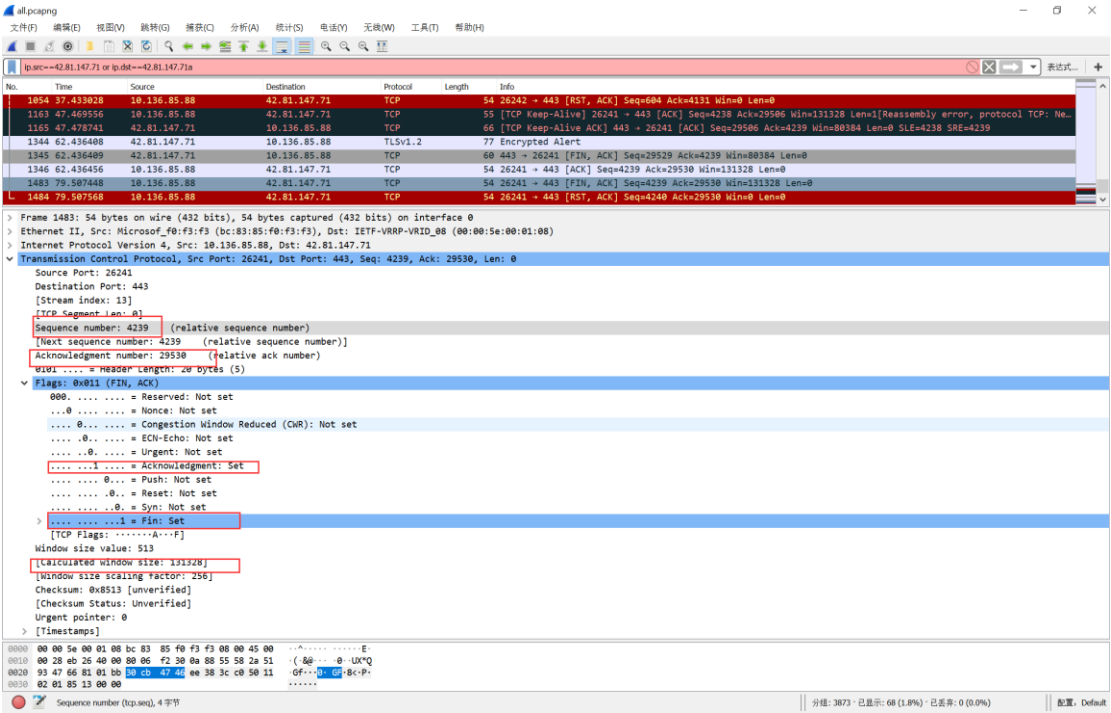 all.pcapng
文件(F) 编辑(E) 视图(V) 跳转(G) 捕获(C) 分析(A) 统计(S) 电话(Y) 无线(W) 工具(T) 帮助(H)
ip.src==42.81.147.71 or ip.dst==42.81.147.71a 表达式… +
No. Time Source Destination Protocol Length Info
1054 37.433028 10.136.85.88 42.81.147.71 TCP 54 26242 → 443 [RST, ACK] Seq=604 Ack=4131 Win=0 Len=0
1163 47.469556 10.136.85.88 42.81.147.71 TCP 55 [TCP Keep-Alive] 26241 → 443 [ACK] Seq=4238 Ack=29506 Win=131328 Len=1[Reassembly error, protocol TCP: Ne…
1165 47.478741 42.81.147.71 10.136.85.88 TCP 66 [TCP Keep-Alive ACK] 443 → 26241 [ACK] Seq=29506 Ack=4239 Win=80384 Len=0 SLE=4238 SRE=4239
1344 62.436408 42.81.147.71 10.136.85.88 TLSv1.2 77 Encrypted Alert
1345 62.436409 42.81.147.71 10.136.85.88 TCP 60 443 → 26241 [FIN, ACK] Seq=29529 Ack=4239 Win=80384 Len=0
1346 62.436456 10.136.85.88 42.81.147.71 TCP 54 26241 → 443 [ACK] Seq=4239 Ack=29530 Win=131328 Len=0
1483 79.507448 10.136.85.88 42.81.147.71 TCP 54 26241 → 443 [FIN, ACK] Seq=4239 Ack=29530 Win=131328 Len=0
1484 79.507568 10.136.85.88 42.81.147.71 TCP 54 26241 → 443 [RST, ACK] Seq=4240 Ack=29530 Win=0 Len=0
Frame 1483: 54 bytes on wire (432 bits), 54 bytes captured (432 bits) on interface 0
Ethernet II, Src: Microsof_f0:f3:f3 (bc:83:85:f0:f3:f3), Dst: IETF-VRRP-VRID_08 (00:00:5e:00:01:08)
Internet Protocol Version 4, Src: 10.136.85.88, Dst: 42.81.147.71
Transmission Control Protocol, Src Port: 26241, Dst Port: 443, Seq: 4239, Ack: 29530, Len: 0
Source Port: 26241
Destination Port: 443
[Stream index: 13]
[TCP Segment Len: 0]
Sequence number: 4239 (relative sequence number)
[Next sequence number: 4239 (relative sequence number)]
Acknowledgment number: 29530 (relative ack number)
0101 .... = Header Length: 20 bytes (5)
Flags: 0x011 (FIN, ACK)
000. .... .... = Reserved: Not set
...0 .... .... = Nonce: Not set
.... 0... .... = Congestion Window Reduced (CWR): Not set
.... .0.. .... = ECN-Echo: Not set
.... ..0. .... = Urgent: Not set
.... ...1 .... = Acknowledgment: Set
.... .... 0... = Push: Not set
.... .... .0.. = Reset: Not set
.... .... ..0. = Syn: Not set
.... .... ...1 = Fin: Set
[TCP Flags: ·······A···F]
Window size value: 513
[Calculated window size: 131328]
[Window size scaling factor: 256]
Checksum: 0x8513 [unverified]
[Checksum Status: Unverified]
Urgent pointer: 0
[Timestamps]
0000 00 00 5e 00 01 08 bc 83 85 f0 f3 f3 08 00 45 00 ··^····· ······E·
0010 00 28 eb 26 40 00 80 06 f2 30 0a 88 55 58 2a 51 ·(·&@··· ·0··UX*Q
0020 93 47 66 81 01 bb 30 cb 47 46 ee 38 3c c0 50 11 ·Gf···0· GF·8<·P·
0030 02 01 85 13 00 00 ······
Sequence number (tcp.seq), 4 字节 分组: 3873 · 已显示: 68 (1.8%) · 已丢弃: 0 (0.0%) 配置: Default